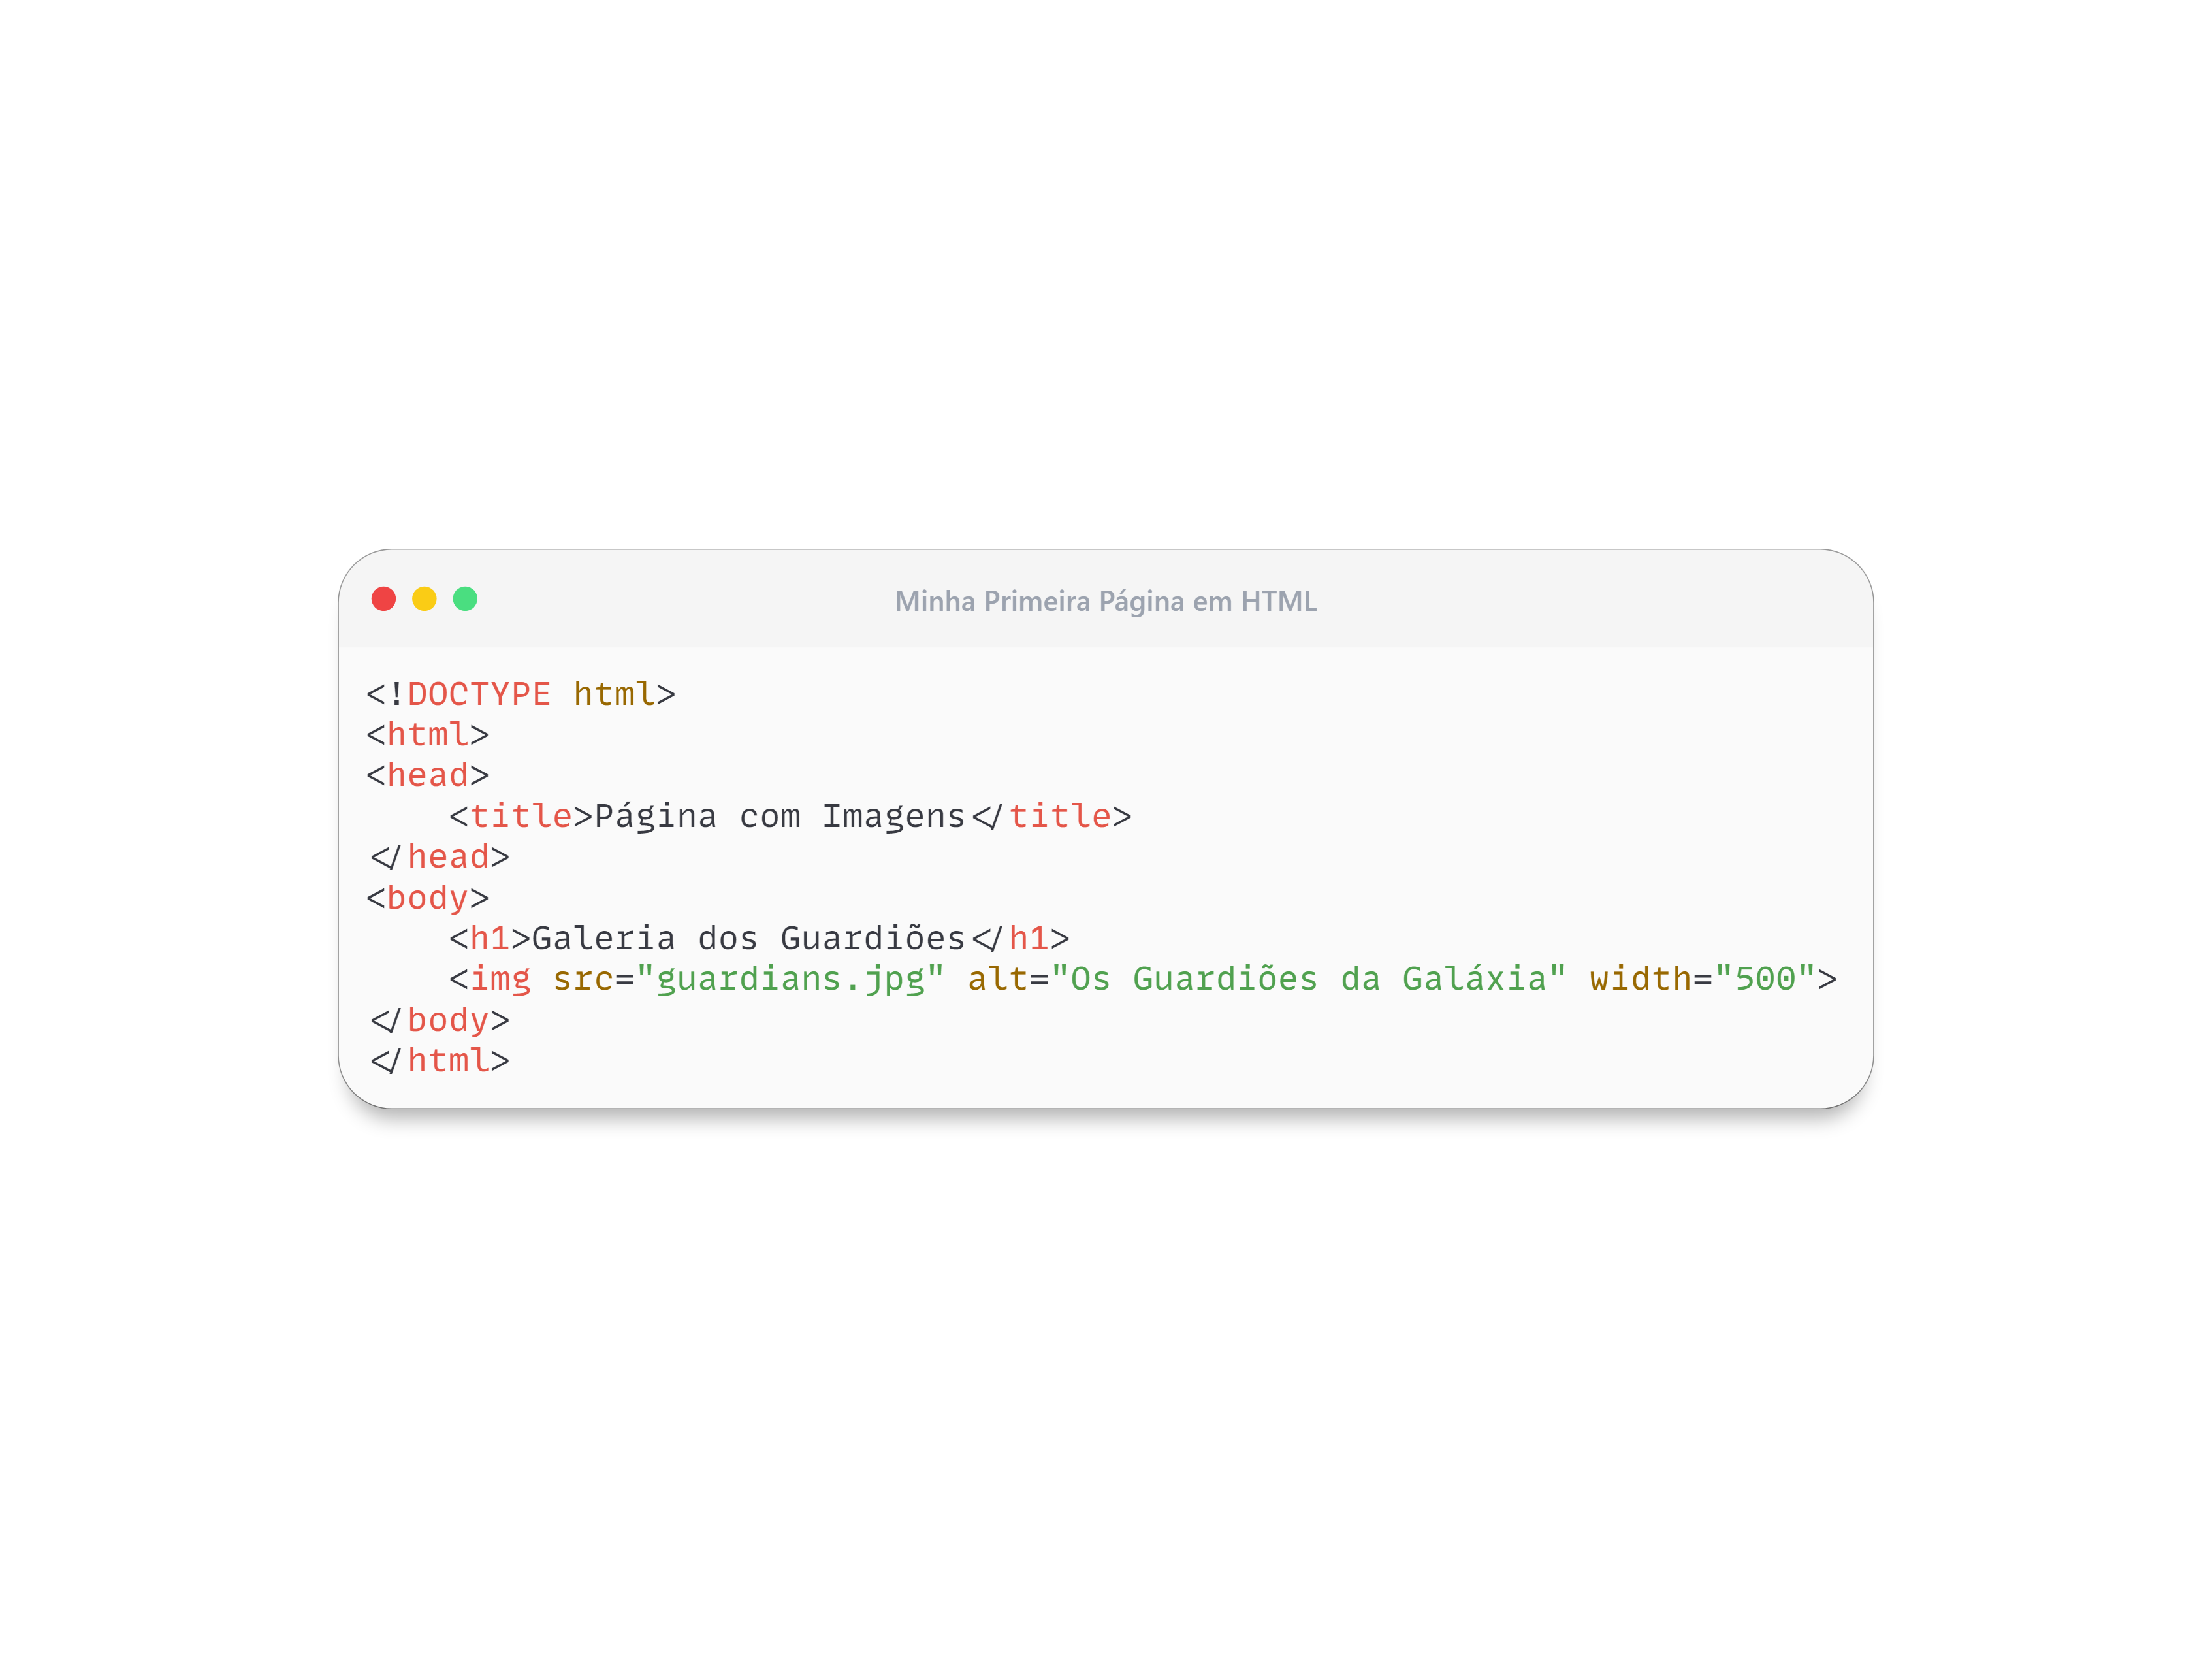 Minha Primeira Página em HTML
<!DOCTYPE html>
<html>
<head>
    <title>Página com Imagens</title>
</head>
<body>
    <h1>Galeria dos Guardiões</h1>
    <img src="guardians.jpg" alt="Os Guardiões da Galáxia" width="500">
</body>
</html>